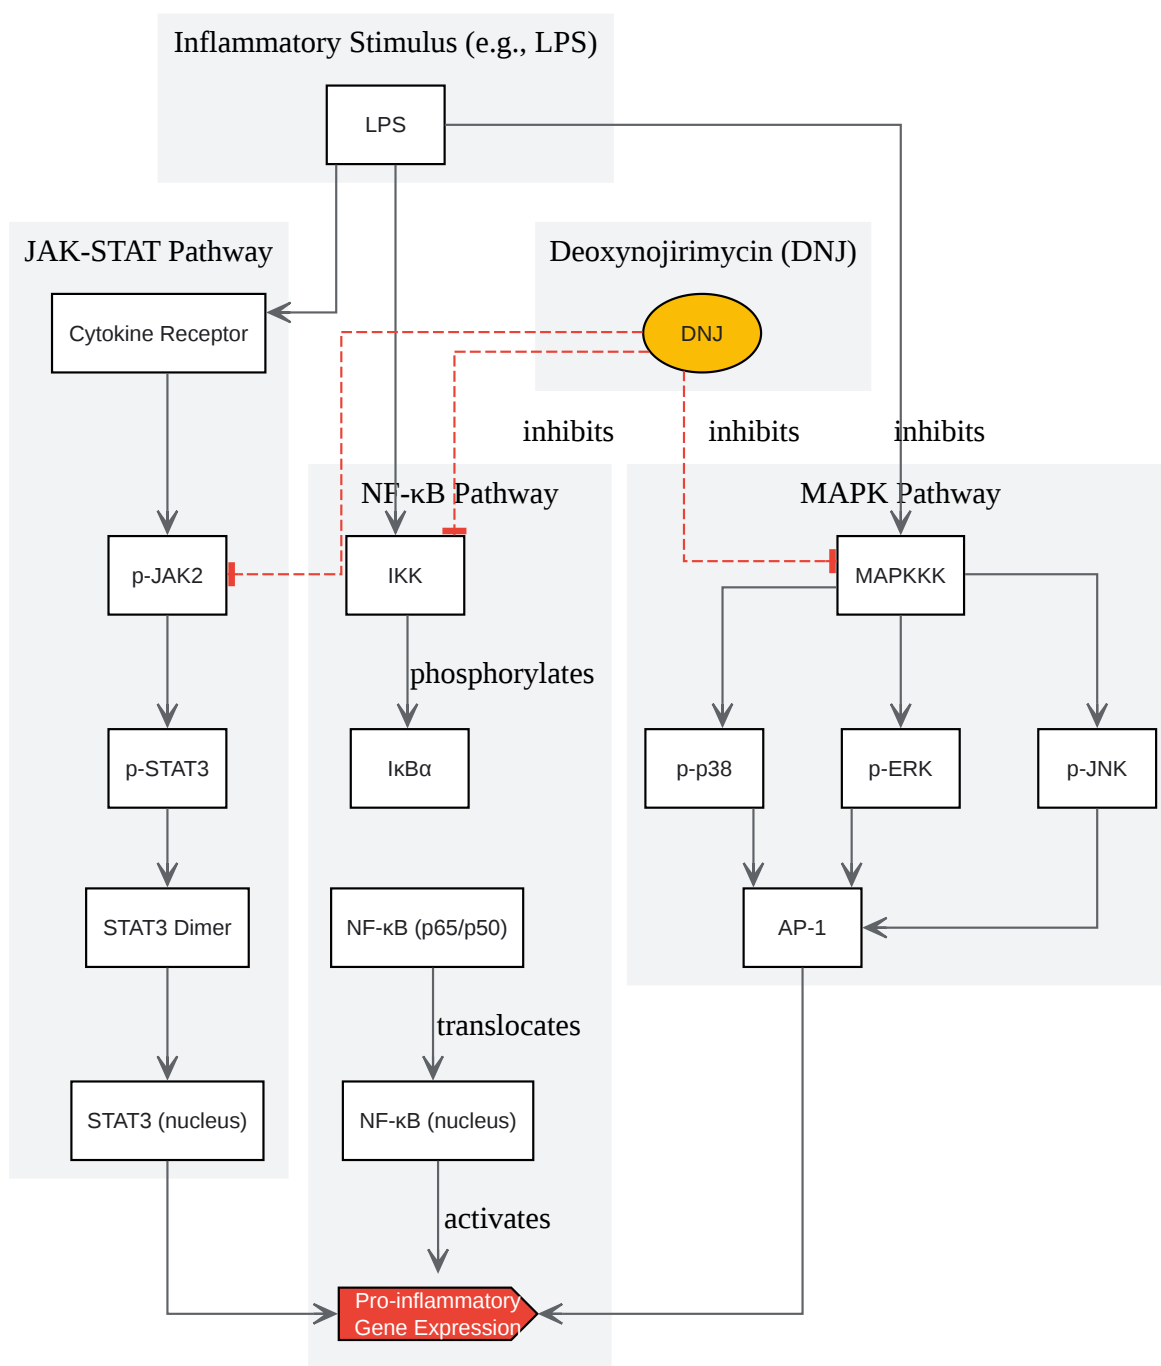 Inflammatory Stimulus (e.g., LPS)
LPS
JAK-STAT Pathway
Deoxynojirimycin (DNJ)
Cytokine Receptor
DNJ
inhibits
inhibits
inhibits
NF-κB Pathway
MAPK Pathway
p-JAK2
IKK
MAPKKK
phosphorylates
p-STAT3
IκBα
p-p38
p-ERK
p-JNK
STAT3 Dimer
NF-κB (p65/p50)
AP-1
translocates
STAT3 (nucleus)
NF-κB (nucleus)
activates
Pro-inflammatory
Gene Expression